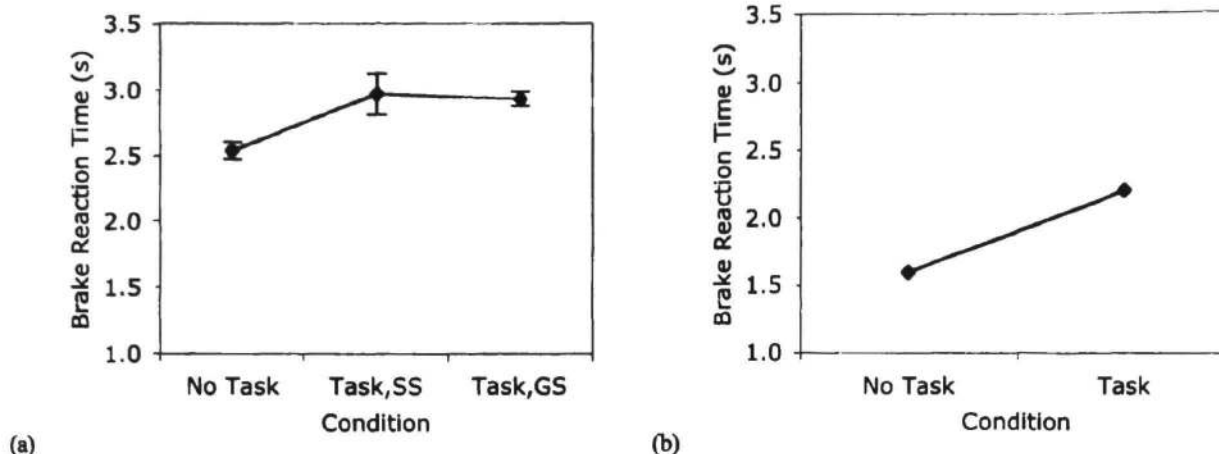 3.5
3.0
2.5
2.0
1.5
1.0
Brake Reaction Time (s)
No Task Task,SS Task,GS
Condition
(a)
3.5
3.0
2.5
2.0
1.5
1.0
Brake Reaction Time (s)
No Task Task
Condition
(b)